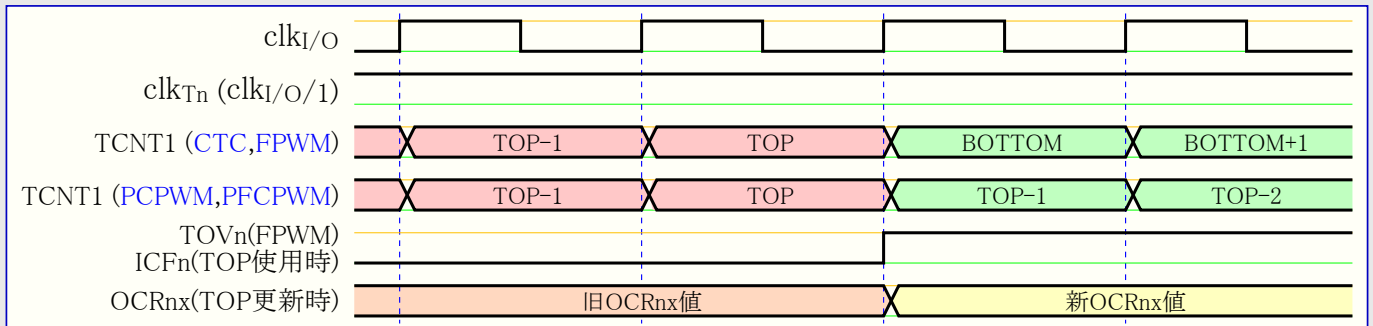 clkI/O
clkTn (clkI/O/1)
TCNT1 (CTC,FPWM) TOP-1 TOP BOTTOM BOTTOM+1
TCNT1 (PCPWM,PFCPWM) TOP-1 TOP TOP-1 TOP-2
TOVn(FPWM)
ICFn(TOP使用時)
OCRnx(TOP更新時) 旧OCRnx値 新OCRnx値